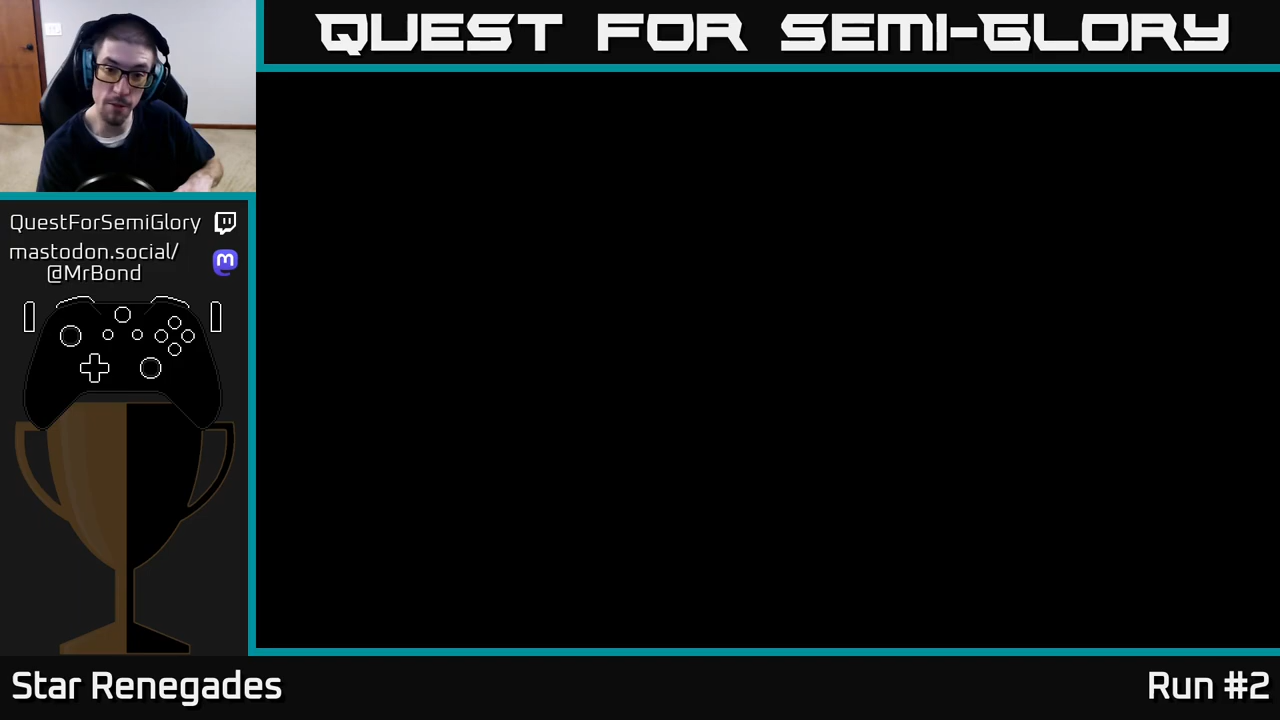 QUEST FOR SEMI-GLORY
QuestForSemiGlory
mastodon.social/
@MrBond
Star Renegades
Run #2